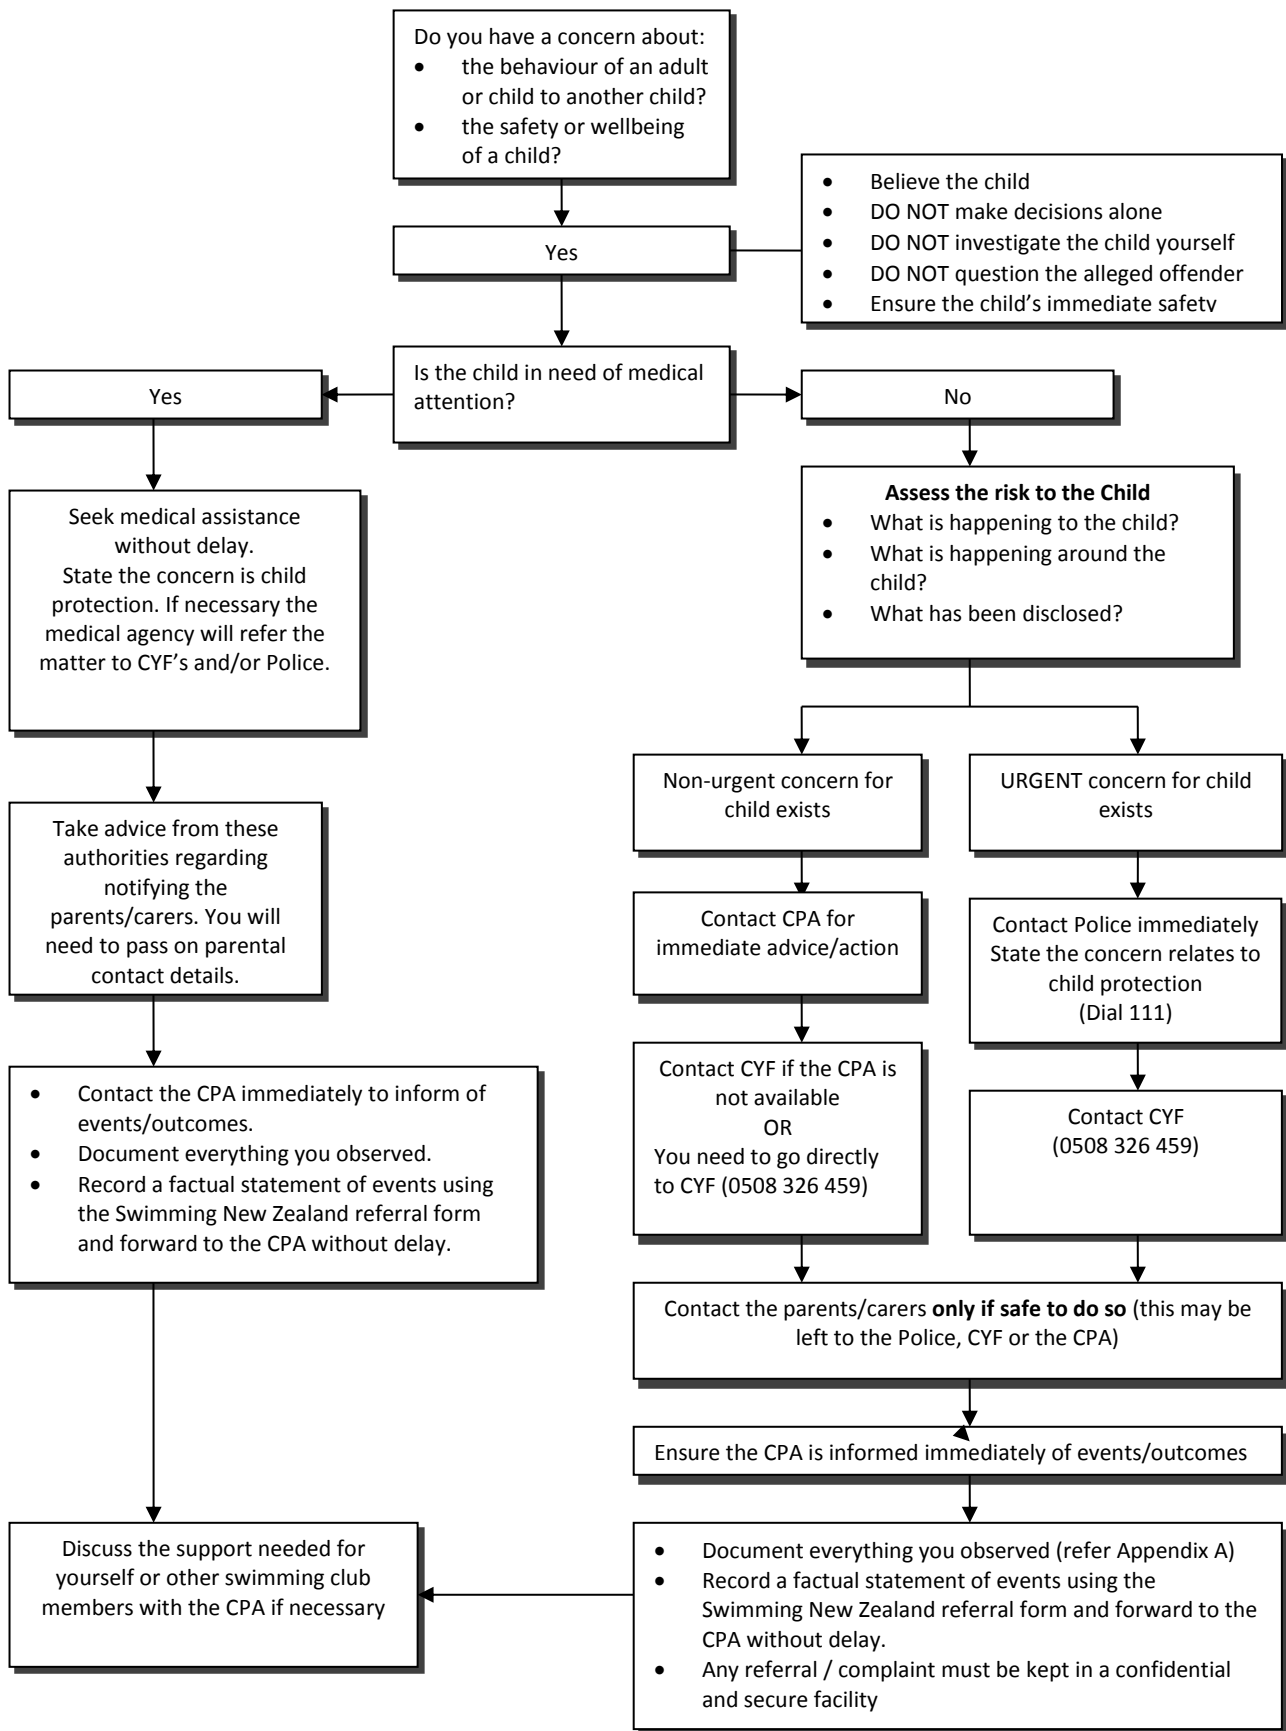 Do you have a concern about:
• the behaviour of an adult
or child to another child?
• the safety or wellbeing
of a child?
• Believe the child
• DO NOT make decisions alone
• DO NOT investigate the child yourself
• DO NOT question the alleged offender
• Ensure the child's immediate safety
Yes
Is the child in need of medical
attention?
Yes
No
Seek medical assistance
without delay.
State the concern is child
protection. If necessary the
medical agency will refer the
matter to CYF's and/or Police.
Assess the risk to the Child
• What is happening to the child?
• What is happening around the
child?
• What has been disclosed?
Non-urgent concern for
child exists
URGENT concern for child
exists
Take advice from these
authorities regarding
notifying the
parents/carers. You will
need to pass on parental
contact details.
Contact CPA for
immediate advice/action
Contact Police immediately
State the concern relates to
child protection
(Dial 111)
Contact CYF if the CPA is
not available
OR
You need to go directly
to CYF (0508 326 459)
Contact CYF
(0508 326 459)
• Contact the CPA immediately to inform of
events/outcomes.
• Document everything you observed.
• Record a factual statement of events using
the Swimming New Zealand referral form
and forward to the CPA without delay.
Contact the parents/carers only if safe to do so (this may be
left to the Police, CYF or the CPA)
Ensure the CPA is informed immediately of events/outcomes
Discuss the support needed for
yourself or other swimming club
members with the CPA if necessary
• Document everything you observed (refer Appendix A)
• Record a factual statement of events using the
Swimming New Zealand referral form and forward to the
CPA without delay.
• Any referral / complaint must be kept in a confidential
and secure facility